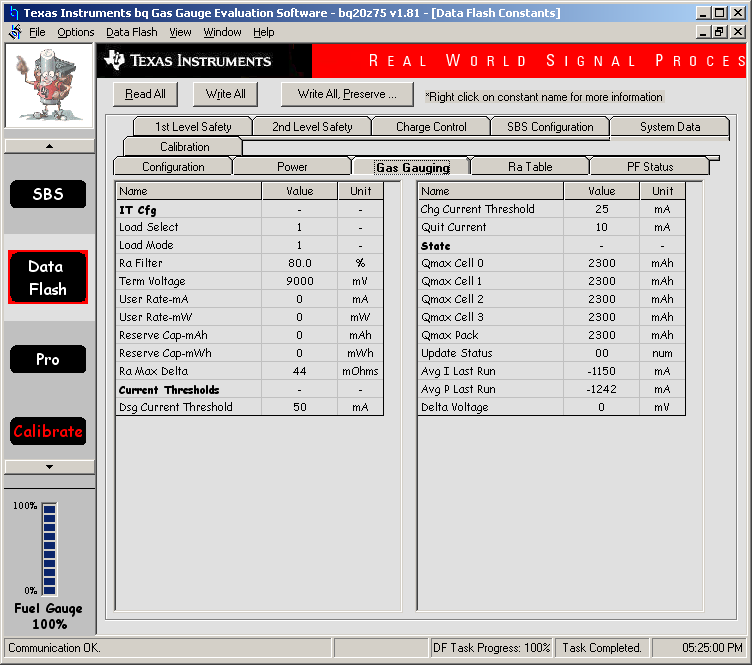 Texas Instruments bq Gas Gauge Evaluation Software - bq20z75 v1.81 - [Data Flash Constants]
File Options Data Flash View Window Help
TEXAS INSTRUMENTS REAL WORLD SIGNAL PROCES
Read All Write All Write All, Preserve ... *Right click on constant name for more information
1st Level Safety 2nd Level Safety Charge Control SBS Configuration System Data
Calibration
Configuration Power Gas Gauging Ra Table PF Status
SBS
Data
Flash
Pro
Calibrate
100%
0%
Fuel Gauge
100%
Name Value Unit
IT Cfg - -
Load Select 1 -
Load Mode 1 -
Ra Filter 80.0 %
Term Voltage 9000 mV
User Rate-mA 0 mA
User Rate-mW 0 mW
Reserve Cap-mAh 0 mAh
Reserve Cap-mWh 0 mWh
Ra Max Delta 44 mOhms
Current Thresholds - -
Dsg Current Threshold 50 mA
Name Value Unit
Chg Current Threshold 25 mA
Quit Current 10 mA
State - -
Qmax Cell 0 2300 mAh
Qmax Cell 1 2300 mAh
Qmax Cell 2 2300 mAh
Qmax Cell 3 2300 mAh
Qmax Pack 2300 mAh
Update Status 00 num
Avg I Last Run -1150 mA
Avg P Last Run -1242 mA
Delta Voltage 0 mV
Communication OK. DF Task Progress: 100% Task Completed. 05:25:00 PM